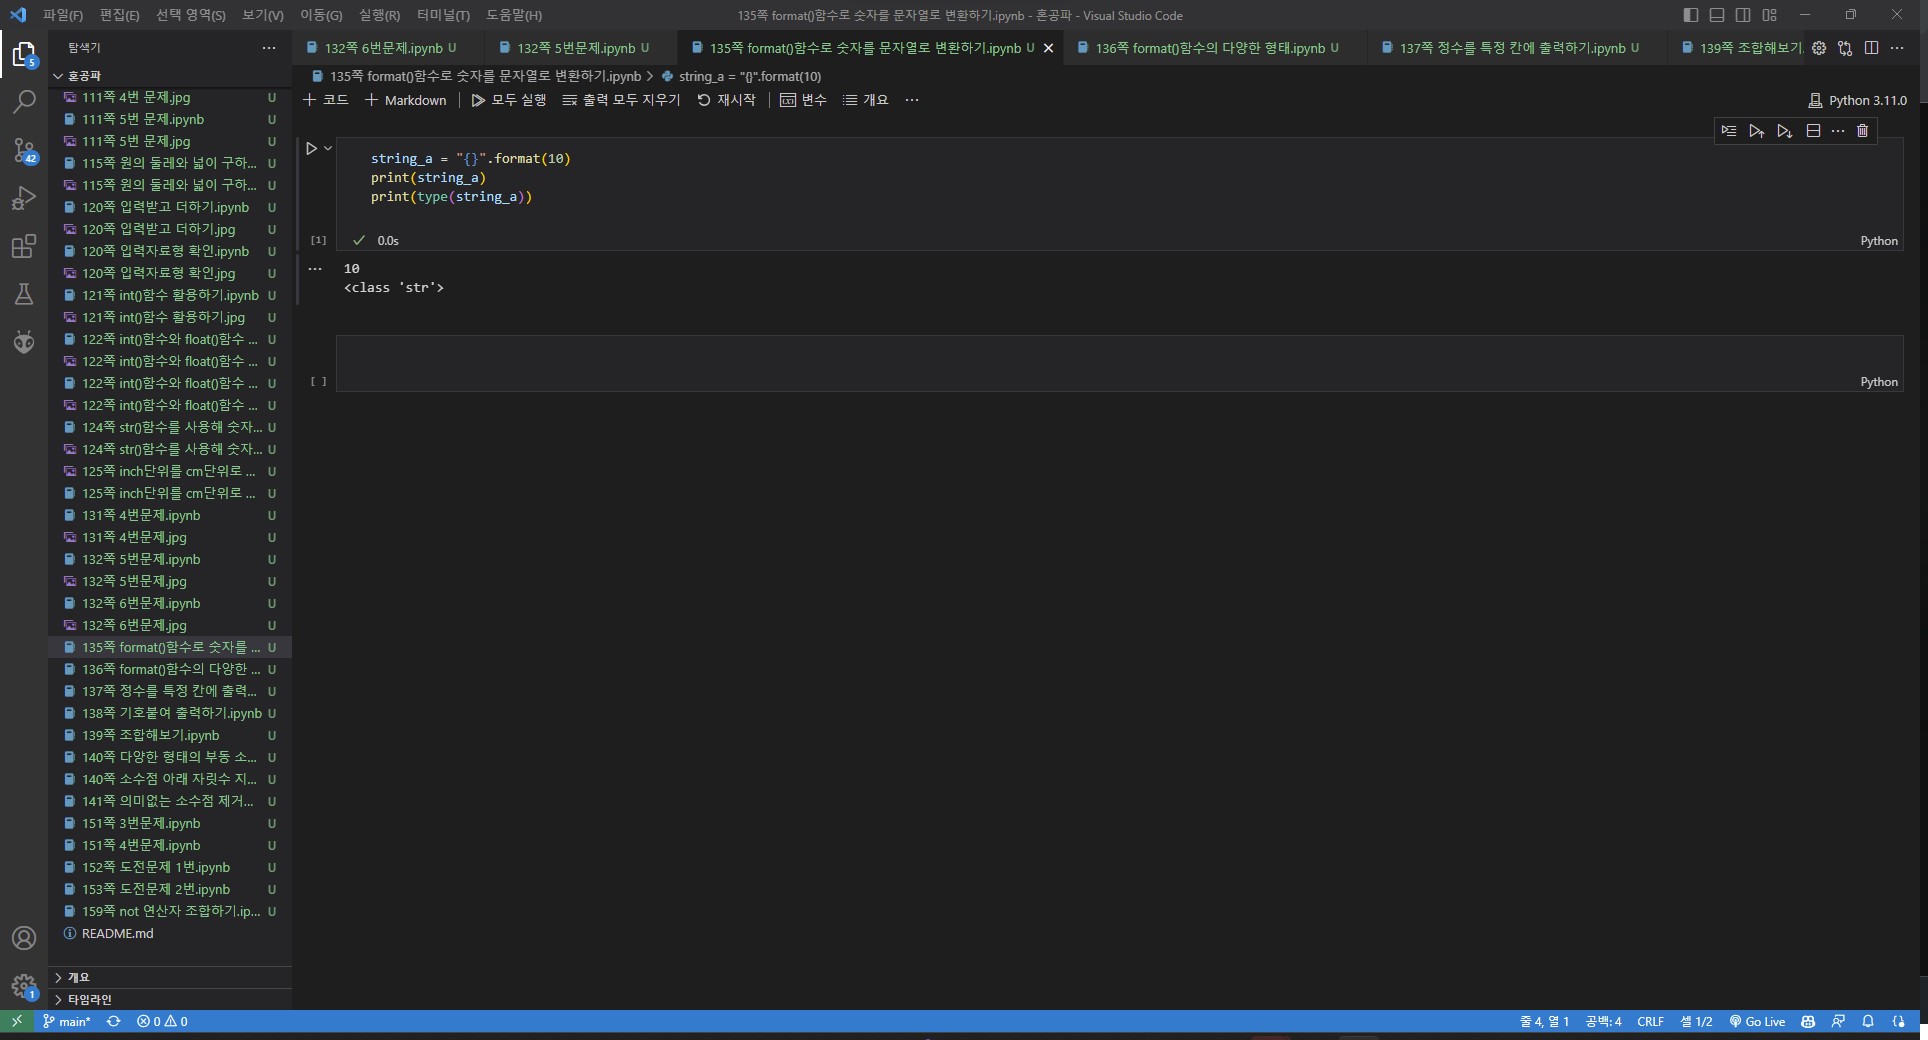 파일(F) 편집(E) 선택 영역(S) 보기(V) 이동(G) 실행(R) 터미널(T) 도움말(H) 135쪽 format()함수로 숫자를 문자열로 변환하기.ipynb - 혼공파 - Visual Studio Code
탐색기
132쪽 6번문제.ipynb U 132쪽 5번문제.ipynb U 135쪽 format()함수로 숫자를 문자열로 변환하기.ipynb U 136쪽 format()함수의 다양한 형태.ipynb U 137쪽 정수를 특정 칸에 출력하기.ipynb U 139쪽 조합해보기.
135쪽 format()함수로 숫자를 문자열로 변환하기.ipynb > string_a = "{}".format(10)
코드 Markdown 모두 실행 출력 모두 지우기 재시작 변수 개요 ...
Python 3.11.0
5
42
혼공파
111쪽 4번 문제.jpg U
111쪽 5번 문제.ipynb U
111쪽 5번 문제.jpg U
115쪽 원의 둘레와 넓이 구하... U
115쪽 원의 둘레와 넓이 구하... U
120쪽 입력받고 더하기.ipynb U
120쪽 입력받고 더하기.jpg U
120쪽 입력자료형 확인.ipynb U
120쪽 입력자료형 확인.jpg U
121쪽 int()함수 활용하기.ipynb U
121쪽 int()함수 활용하기.jpg U
122쪽 int()함수와 float()함수 ... U
122쪽 int()함수와 float()함수 ... U
122쪽 int()함수와 float()함수 ... U
122쪽 int()함수와 float()함수 ... U
124쪽 str()함수를 사용해 숫자... U
124쪽 str()함수를 사용해 숫자... U
125쪽 inch단위를 cm단위로 ... U
125쪽 inch단위를 cm단위로 ... U
131쪽 4번문제.ipynb U
131쪽 4번문제.jpg U
132쪽 5번문제.ipynb U
132쪽 5번문제.jpg U
132쪽 6번문제.ipynb U
132쪽 6번문제.jpg U
135쪽 format()함수로 숫자를 ... U
136쪽 format()함수의 다양한 ... U
137쪽 정수를 특정 칸에 출력... U
138쪽 기호붙여 출력하기.ipynb U
139쪽 조합해보기.ipynb U
140쪽 다양한 형태의 부동 소... U
140쪽 소수점 아래 자릿수 지... U
141쪽 의미없는 소수점 제거... U
151쪽 3번문제.ipynb U
151쪽 4번문제.ipynb U
152쪽 도전문제 1번.ipynb U
153쪽 도전문제 2번.ipynb U
159쪽 not 연산자 조합하기.ip... U
README.md
개요
타임라인
1
string_a = "{}".format(10)
print(string_a)
print(type(string_a))
[1] 0.0s Python
10
<class 'str'>
[ ] Python
main* 0 0 줄 4, 열 1 공백: 4 CRLF 셀 1/2 Go Live